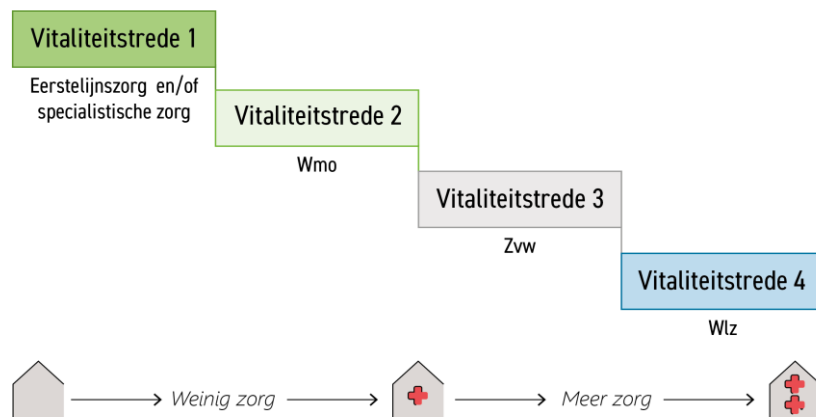 Vitaliteitstrede 1
Eerstelijnszorg en/of
specialistische zorg
Vitaliteitstrede 2
Wmo
Vitaliteitstrede 3
Zvw
Vitaliteitstrede 4
Wlz
Weinig zorg
Meer zorg